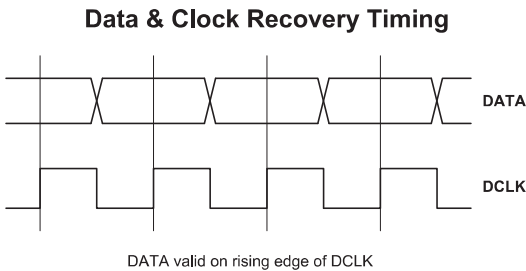 Data & Clock Recovery Timing
DATA
DCLK
DATA valid on rising edge of DCLK